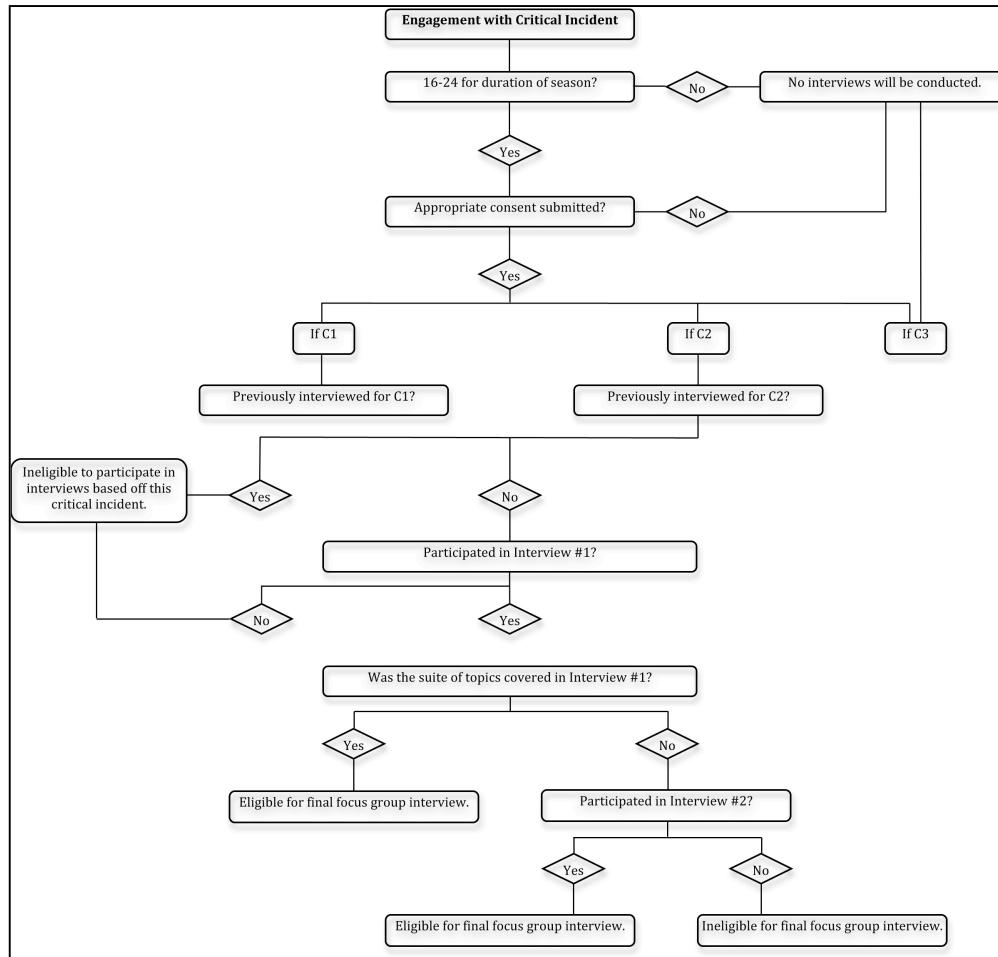 Engagement with Critical Incident
16-24 for duration of season?
No
No interviews will be conducted.
Yes
Appropriate consent submitted?
No
Yes
If C1
If C2
If C3
Previously interviewed for C1?
Previously interviewed for C2?
Ineligible to participate in
interviews based off this
critical incident.
Yes
No
Participated in Interview #1?
No
Yes
Was the suite of topics covered in Interview #1?
Yes
No
Eligible for final focus group interview.
Participated in Interview #2?
Yes
No
Eligible for final focus group interview.
Ineligible for final focus group interview.